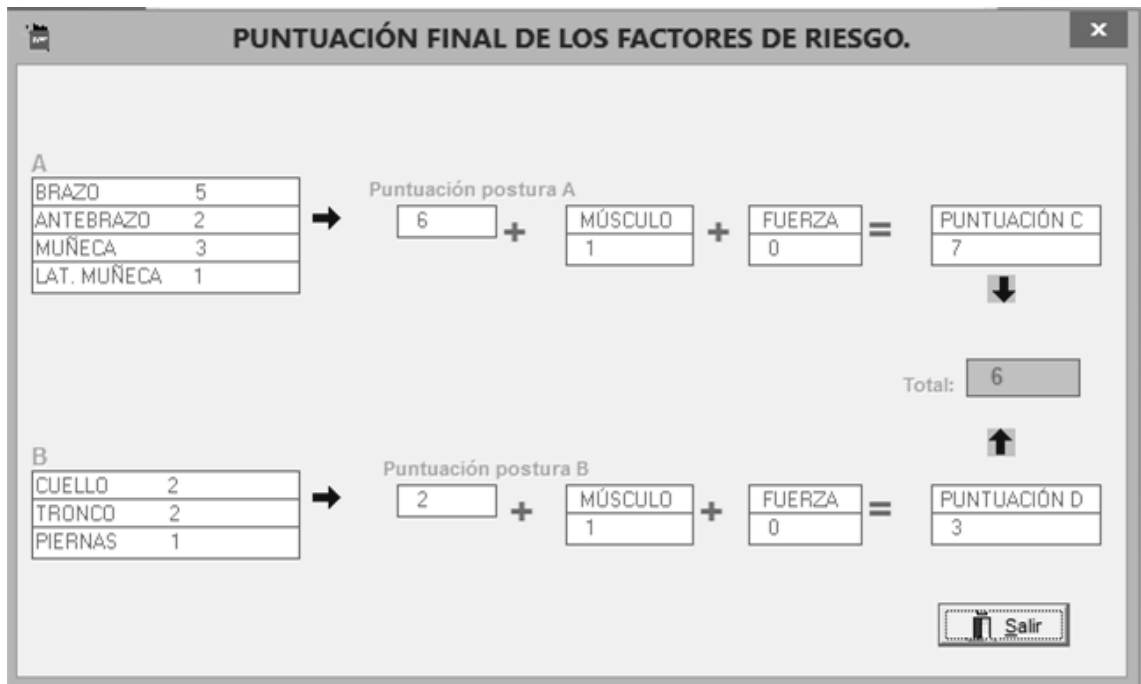 PUNTUACIÓN FINAL DE LOS FACTORES DE RIESGO.
x
A
BRAZO 5
ANTEBRAZO 2
MUÑECA 3
LAT. MUÑECA 1
Puntuación postura A
6 + MÚSCULO 1 + FUERZA 0 = PUNTUACIÓN C 7
Total: 6
B
CUELLO 2
TRONCO 2
PIERNAS 1
Puntuación postura B
2 + MÚSCULO 1 + FUERZA 0 = PUNTUACIÓN D 3
Salir